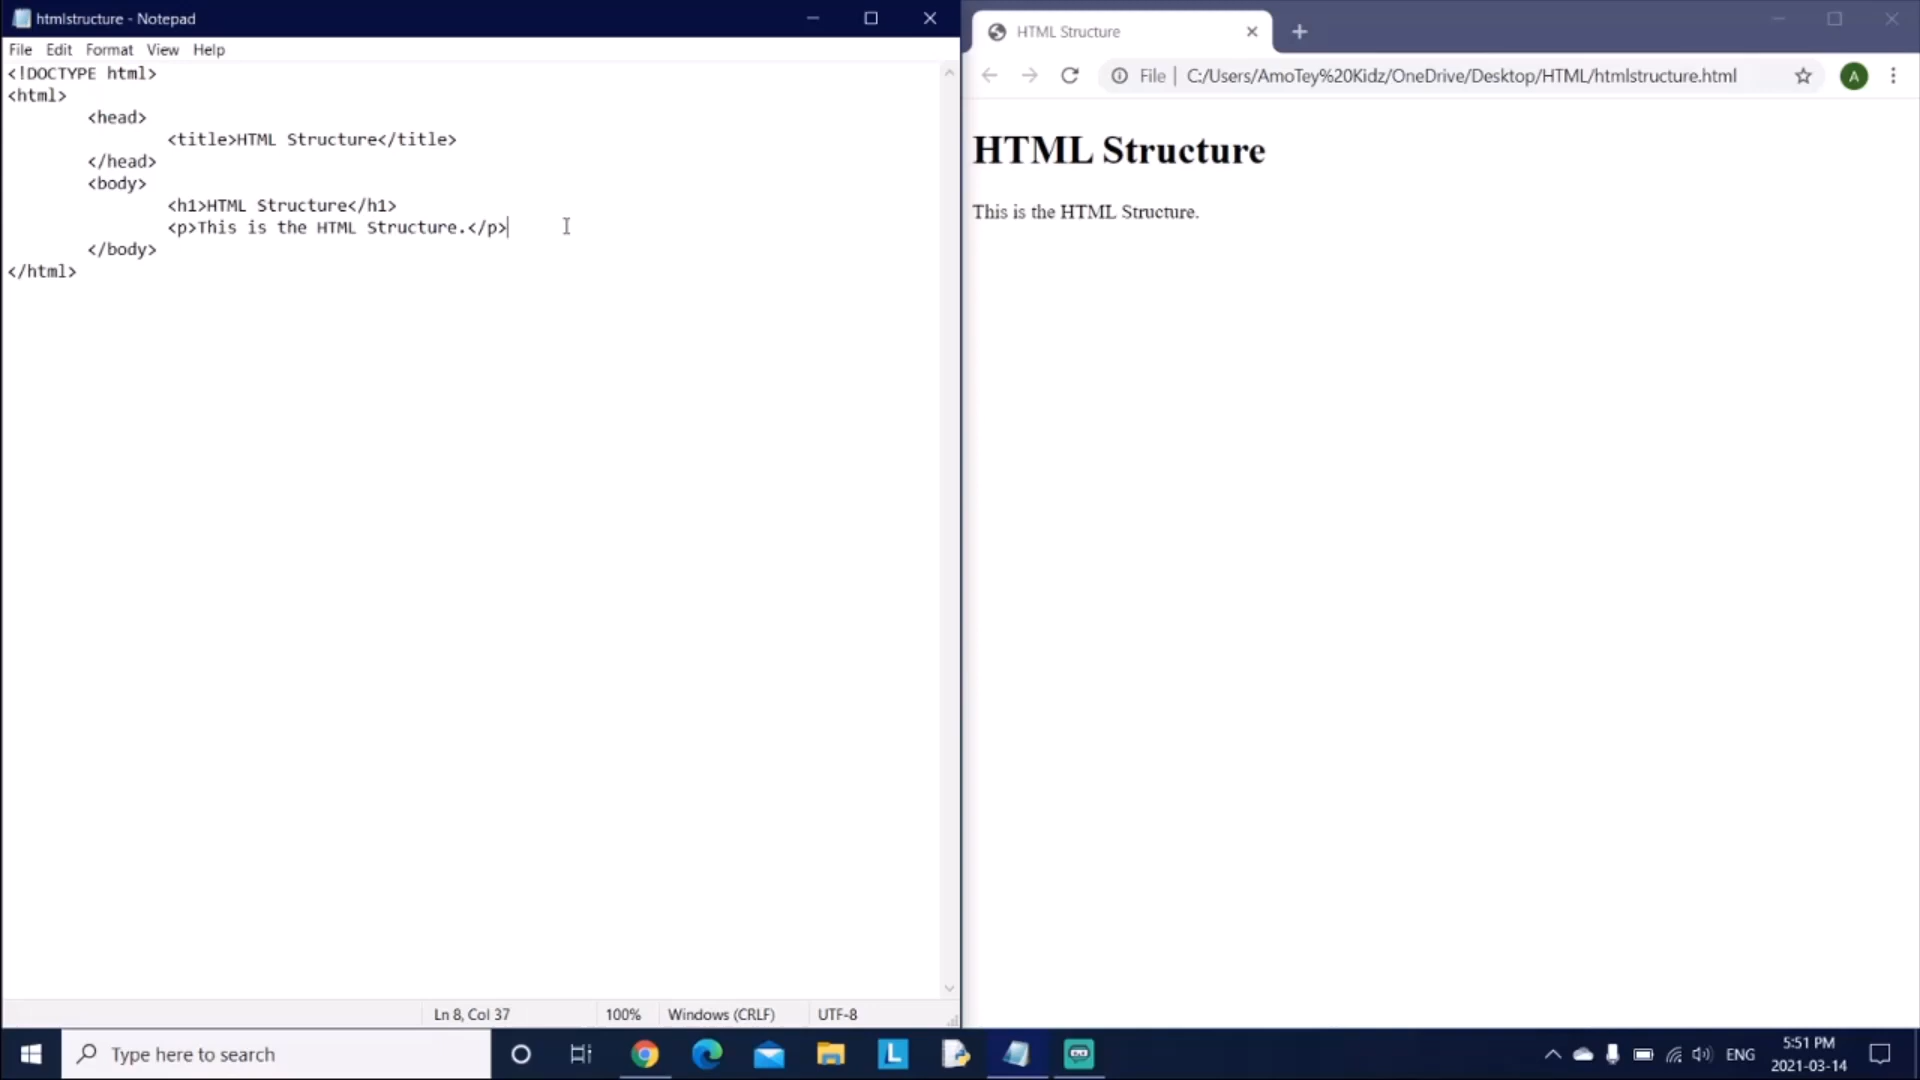 htmlstructure - Notepad
File Edit Format View Help
<!DOCTYPE html>
<html>
<head>
<title>HTML Structure</title>
</head>
<body>
<h1>HTML Structure</h1>
<p>This is the HTML Structure.</p>
</body>
</html>
Ln 8, Col 37 100% Windows (CRLF) UTF-8
HTML Structure
File | C:/Users/AmoTey%20Kidz/OneDrive/Desktop/HTML/htmlstructure.html A
HTML Structure
This is the HTML Structure.
Type here to search L ENG
5:51 PM
2021-03-14